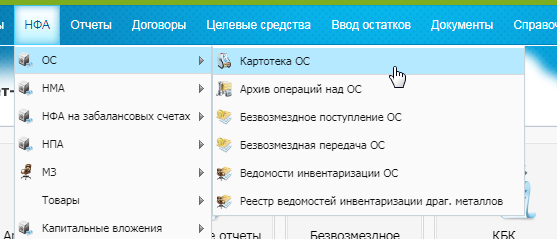 НФА Отчеты Договоры Целевые средства Ввод остатков Документы
ОС
НМА
НФА на забалансовых счетах
НПА
МЗ
Товары
Капитальные вложения
Картотека ОС
Архив операций над ОС
Безвозмездное поступление ОС
Безвозмездная передача ОС
Ведомости инвентаризации ОС
Реестр ведомостей инвентаризации драг. металлов
отчеты Безвозмездное КБК